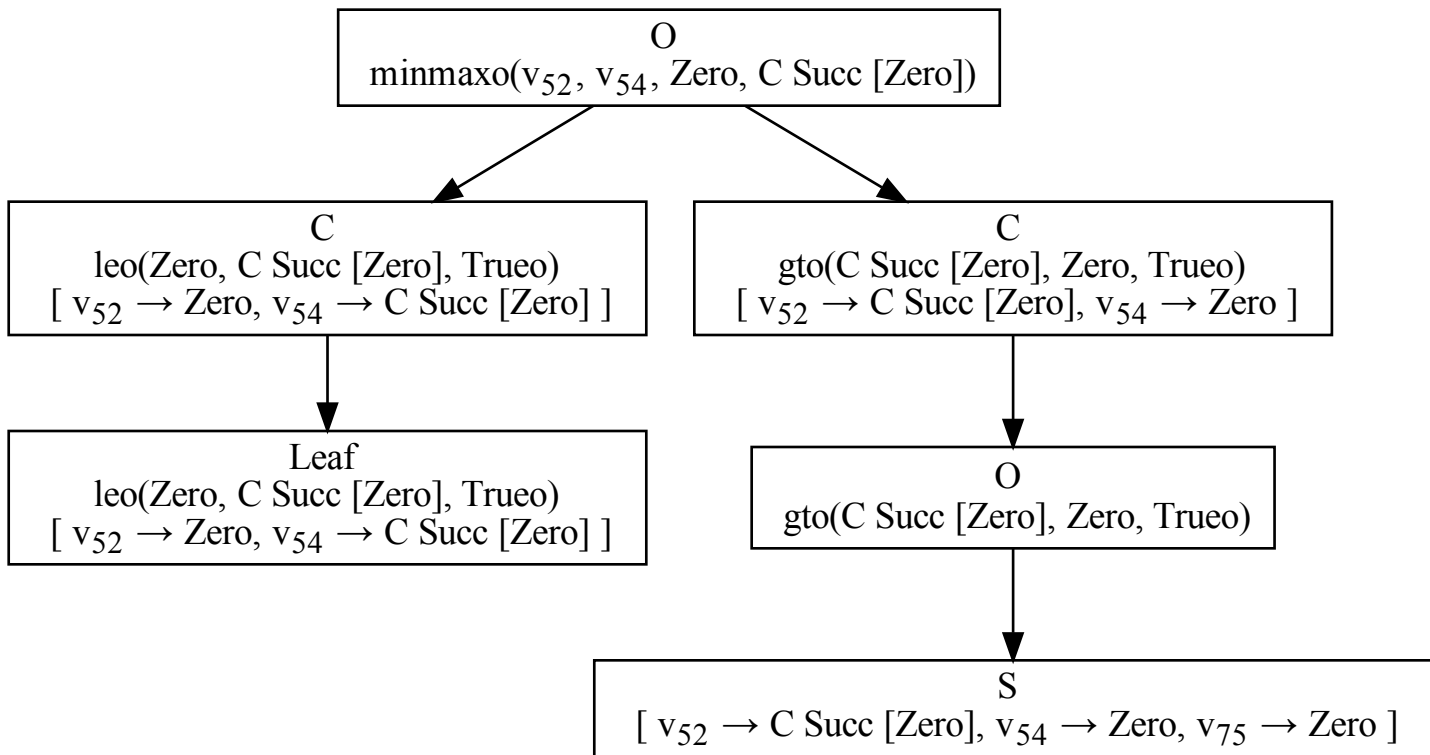 O
minmaxo(v52, v54, Zero, C Succ [Zero])
C
leo(Zero, C Succ [Zero], Trueo)
[ v52 → Zero, v54 → C Succ [Zero] ]
C
gto(C Succ [Zero], Zero, Trueo)
[ v52 → C Succ [Zero], v54 → Zero ]
Leaf
leo(Zero, C Succ [Zero], Trueo)
[ v52 → Zero, v54 → C Succ [Zero] ]
O
gto(C Succ [Zero], Zero, Trueo)
S
[ v52 → C Succ [Zero], v54 → Zero, v75 → Zero ]